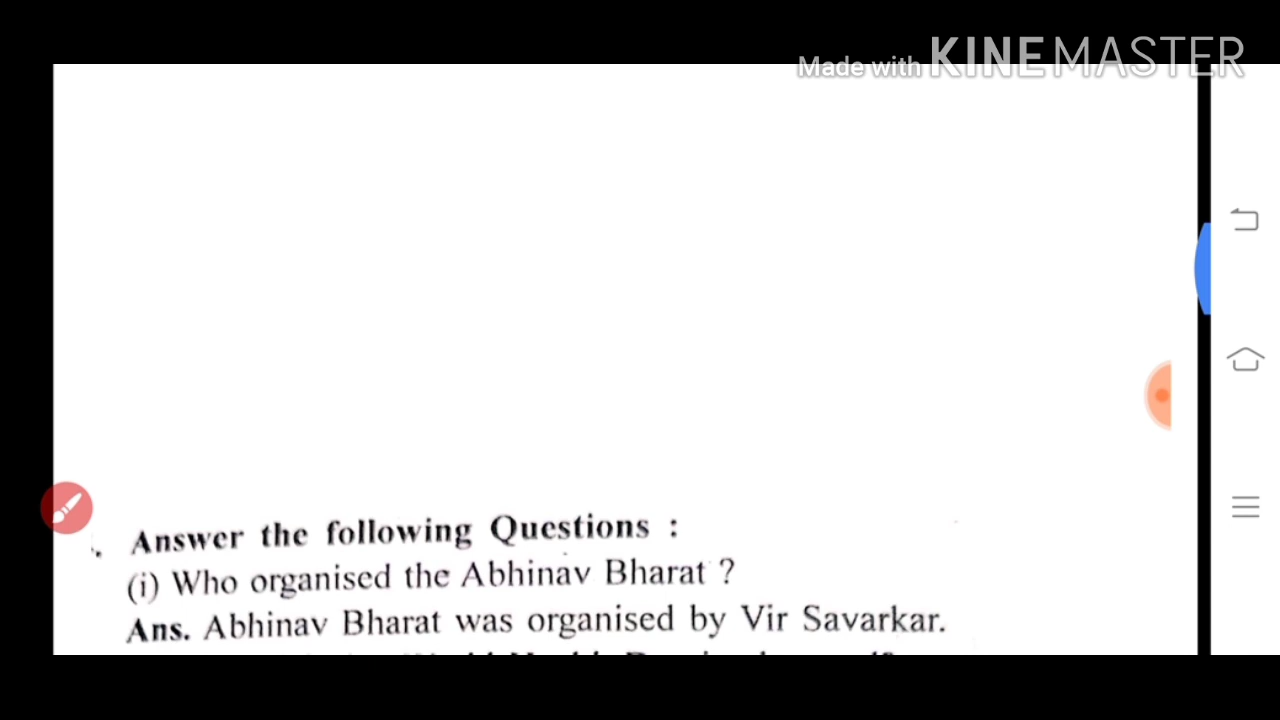 Made with KINEMASTER
Answer the following Questions :
(i) Who organised the Abhinav Bharat ?
Ans. Abhinav Bharat was organised by Vir Savarkar.